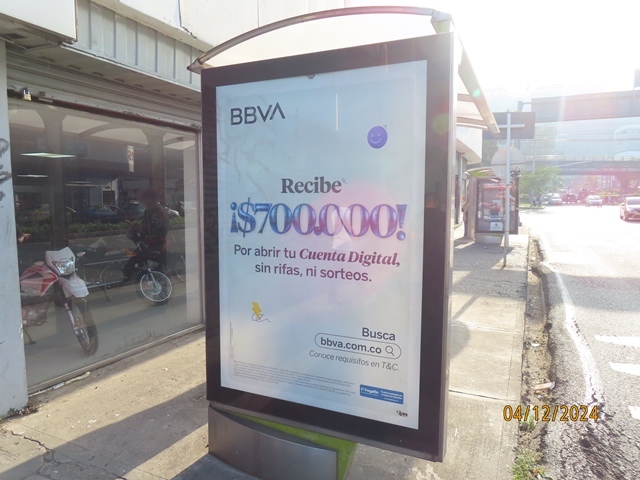 BBVA
Recibe*
¡$700.000!
Por abrir tu Cuenta Digital,
sin rifas, ni sorteos.
Busca
bbva.com.co
Conoce requisitos en T&C.
Fogafín
04/12/2024